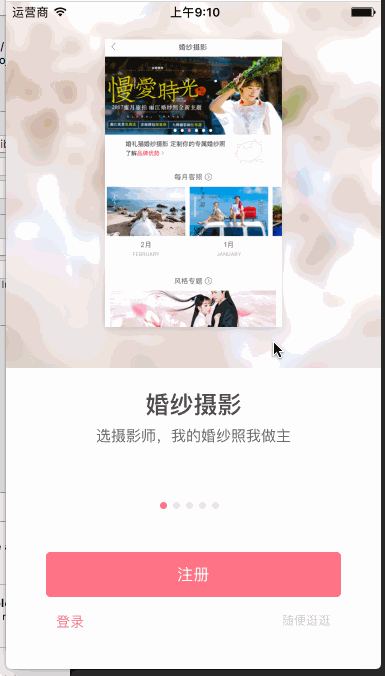 运营商 上午9:10
婚纱摄影
慢愛時光
2017蜜月旅拍 丽江婚纱照全新主题
婚礼猫婚纱摄影 定制你的专属婚纱照
了解品牌优势
每月客照
2月 1月
FEBRUARY JANUARY
风格专题
婚纱摄影
选摄影师，我的婚纱照我做主
注册
登录 随便逛逛